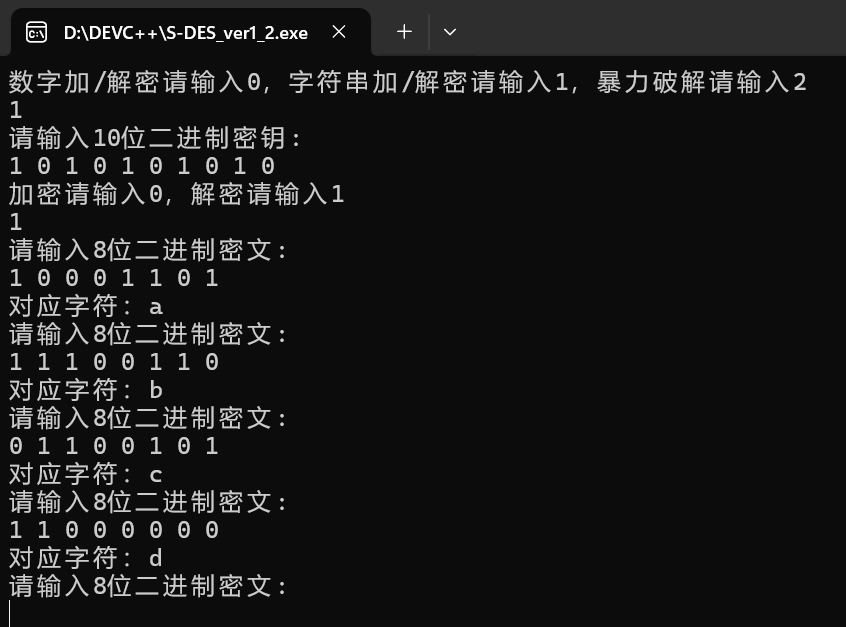 D:\DEVC++\S-DES_ver1_2.exe
数字加/解密请输入0，字符串加/解密请输入1，暴力破解请输入2
1
请输入10位二进制密钥：
1 0 1 0 1 0 1 0 1 0
加密请输入0，解密请输入1
1
请输入8位二进制密文：
1 0 0 0 1 1 0 1
对应字符：a
请输入8位二进制密文：
1 1 1 0 0 1 1 0
对应字符：b
请输入8位二进制密文：
0 1 1 0 0 1 0 1
对应字符：c
请输入8位二进制密文：
1 1 0 0 0 0 0 0
对应字符：d
请输入8位二进制密文：